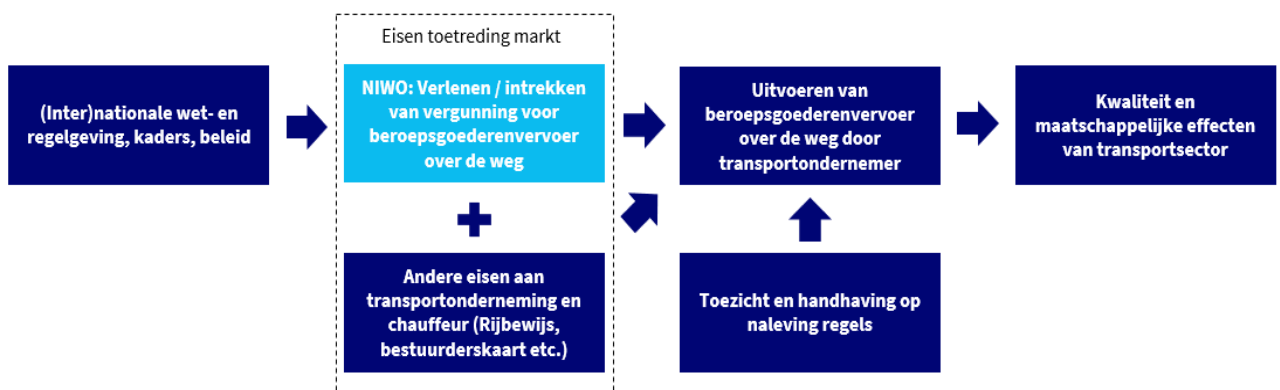 Eisen toetreding markt
(Inter)nationale wet- en
regelgeving, kaders, beleid
NIWO: Verlenen / intrekken
van vergunning voor
beroepsgoederenvervoer
over de weg
Uitvoeren van
beroepsgoederenvervoer
over de weg door
transportondernemer
Kwaliteit en
maatschappelijke effecten
van transportsector
Andere eisen aan
transportonderneming en
chauffeur (Rijbewijs,
bestuurderskaart etc.)
Toezicht en handhaving op
naleving regels